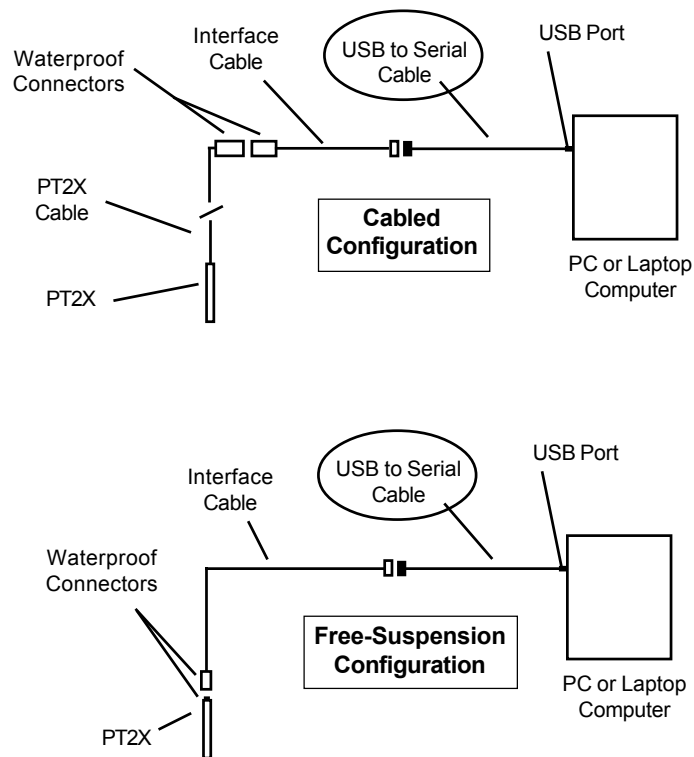 Waterproof
Connectors
Interface
Cable
USB to Serial
Cable
USB Port
PT2X
Cable
Cabled
Configuration
PT2X
PC or Laptop
Computer
Interface
Cable
USB to Serial
Cable
USB Port
Waterproof
Connectors
Free-Suspension
Configuration
PT2X
PC or Laptop
Computer